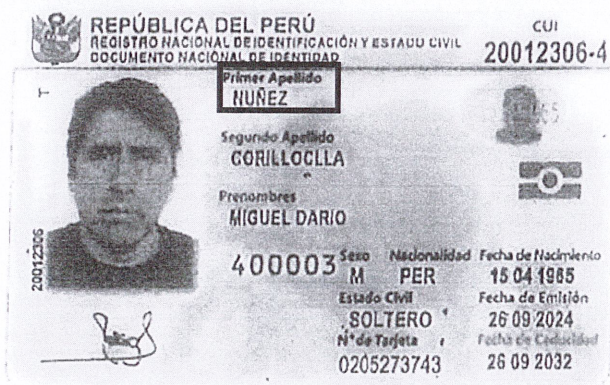 REPÚBLICA DEL PERÚ
REGISTRO NACIONAL DE IDENTIFICACIÓN Y ESTADO CIVIL
DOCUMENTO NACIONAL DE IDENTIDAD
CUI
20012306-4
Primer Apellido
NUÑEZ
Segundo Apellido
CORILLOCLLA
Prenombres
MIGUEL DARIO
400003
Sexo Nacionalidad Fecha de Nacimiento
M PER 15 04 1965
Estado Civil Fecha de Emisión
SOLTERO 26 09 2024
N° de Tarjeta Fecha de Caducidad
0205273743 26 09 2032
T
20012306